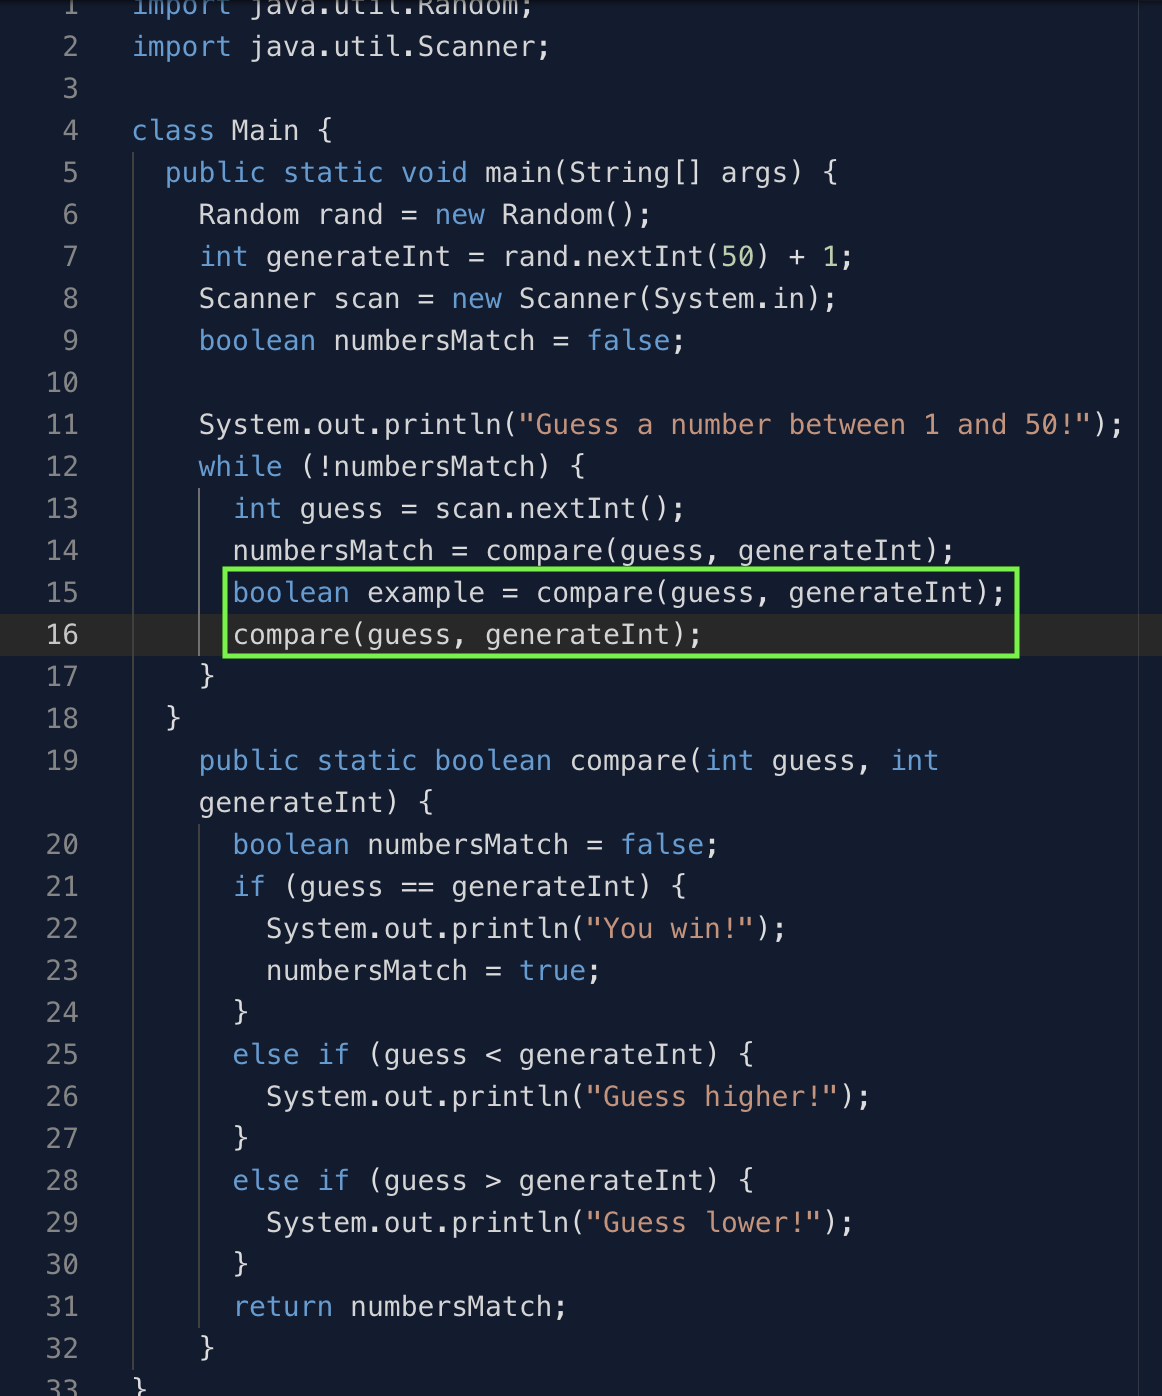 1 import java.util.Random;
2 import java.util.Scanner;
3
4 class Main {
5 public static void main(String[] args) {
6 Random rand = new Random();
7 int generateInt = rand.nextInt(50) + 1;
8 Scanner scan = new Scanner(System.in);
9 boolean numbersMatch = false;
10
11 System.out.println("Guess a number between 1 and 50!");
12 while (!numbersMatch) {
13 int guess = scan.nextInt();
14 numbersMatch = compare(guess, generateInt);
15 boolean example = compare(guess, generateInt);
16 compare(guess, generateInt);
17 }
18 }
19 public static boolean compare(int guess, int
generateInt) {
20 boolean numbersMatch = false;
21 if (guess == generateInt) {
22 System.out.println("You win!");
23 numbersMatch = true;
24 }
25 else if (guess < generateInt) {
26 System.out.println("Guess higher!");
27 }
28 else if (guess > generateInt) {
29 System.out.println("Guess lower!");
30 }
31 return numbersMatch;
32 }
33 }